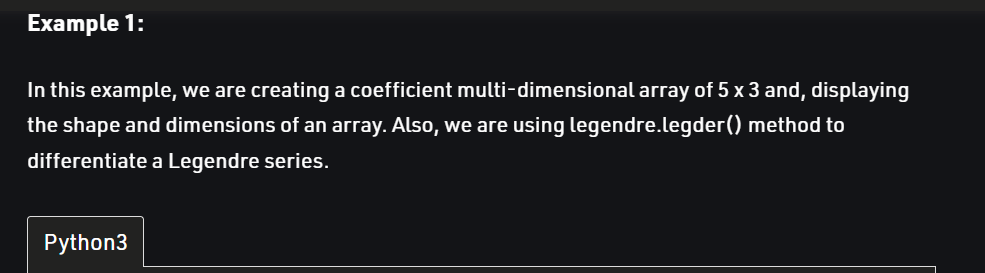 Example 1:
In this example, we are creating a coefficient multi-dimensional array of 5 x 3 and, displaying
the shape and dimensions of an array. Also, we are using legendre.legder() method to
differentiate a Legendre series.
Python3